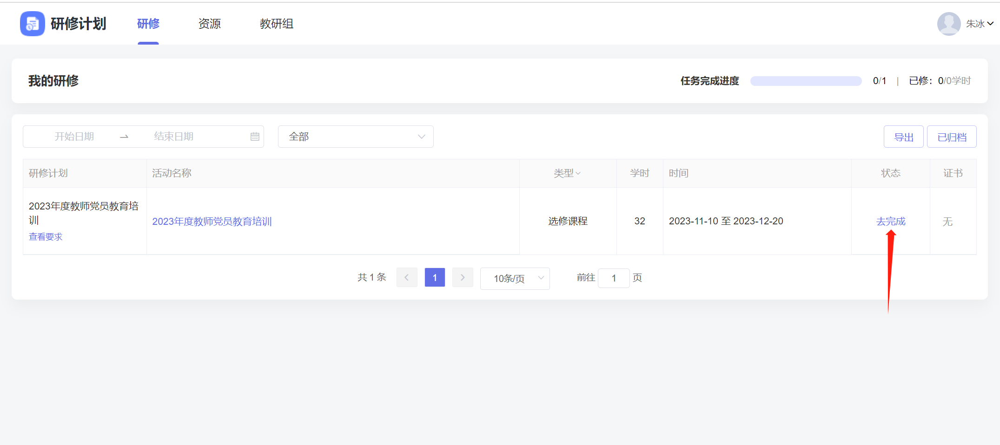 研修计划
研修
资源
教研组
朱冰
我的研修
任务完成进度
0/1 | 已修：0/0学时
开始日期
结束日期
全部
导出
已归档
研修计划
活动名称
类型
学时
时间
状态
证书
2023年度教师党员教育培
训
查看要求
2023年度教师党员教育培训
选修课程
32
2023-11-10 至 2023-12-20
去完成
无
共 1 条
1
10条/页
前往 1 页